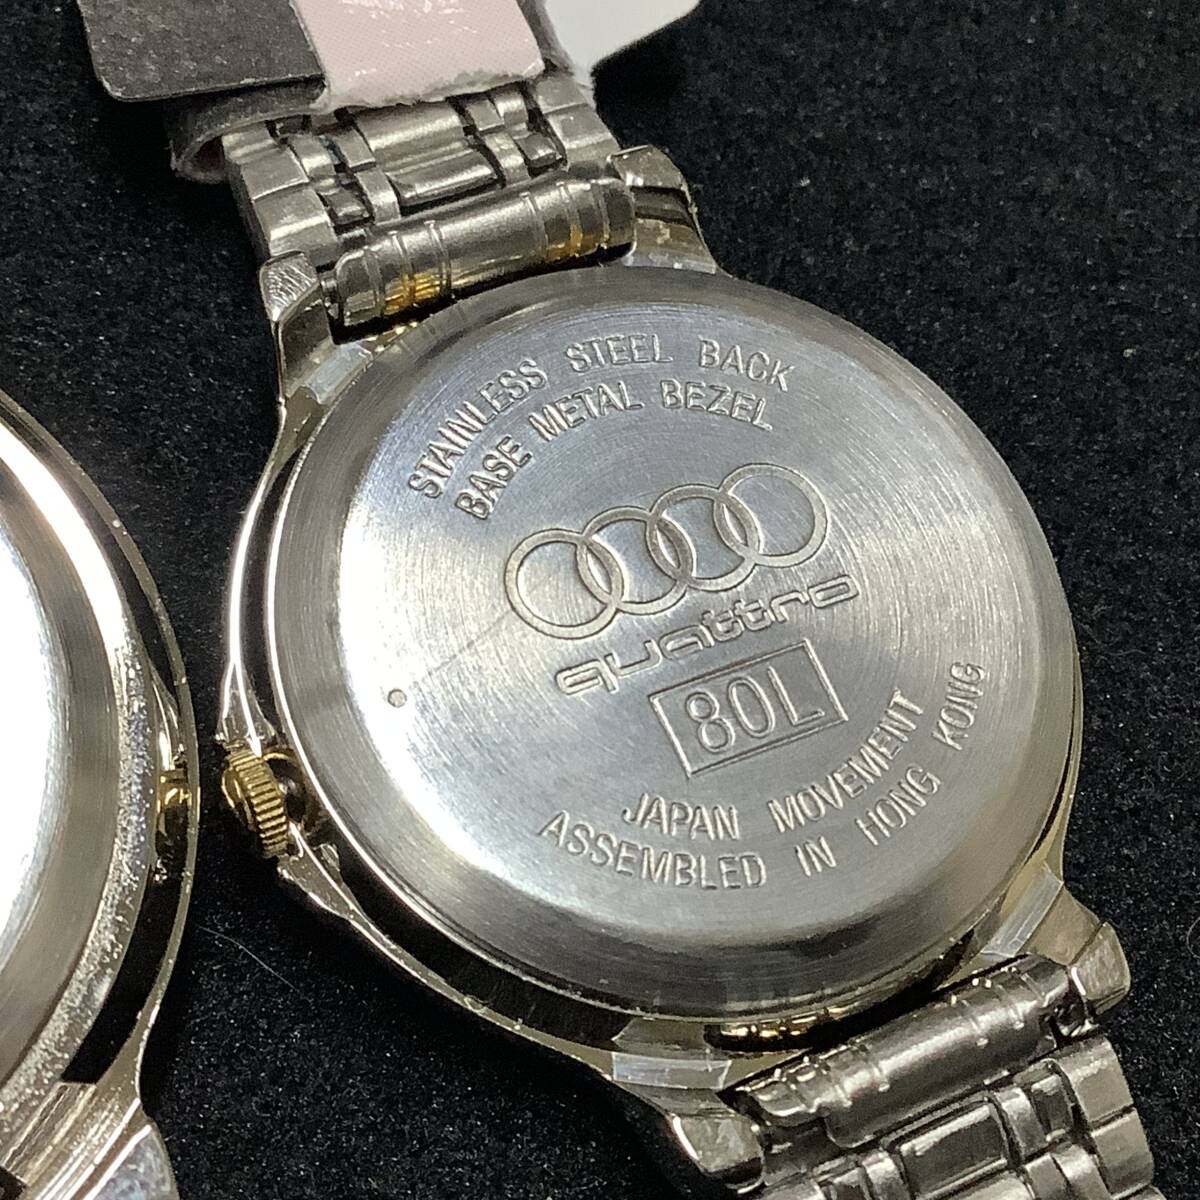 STAINLESS STEEL BACK
BASE METAL BEZEL
quattro
80L
JAPAN MOVEMENT
ASSEMBLED IN HONG KONG